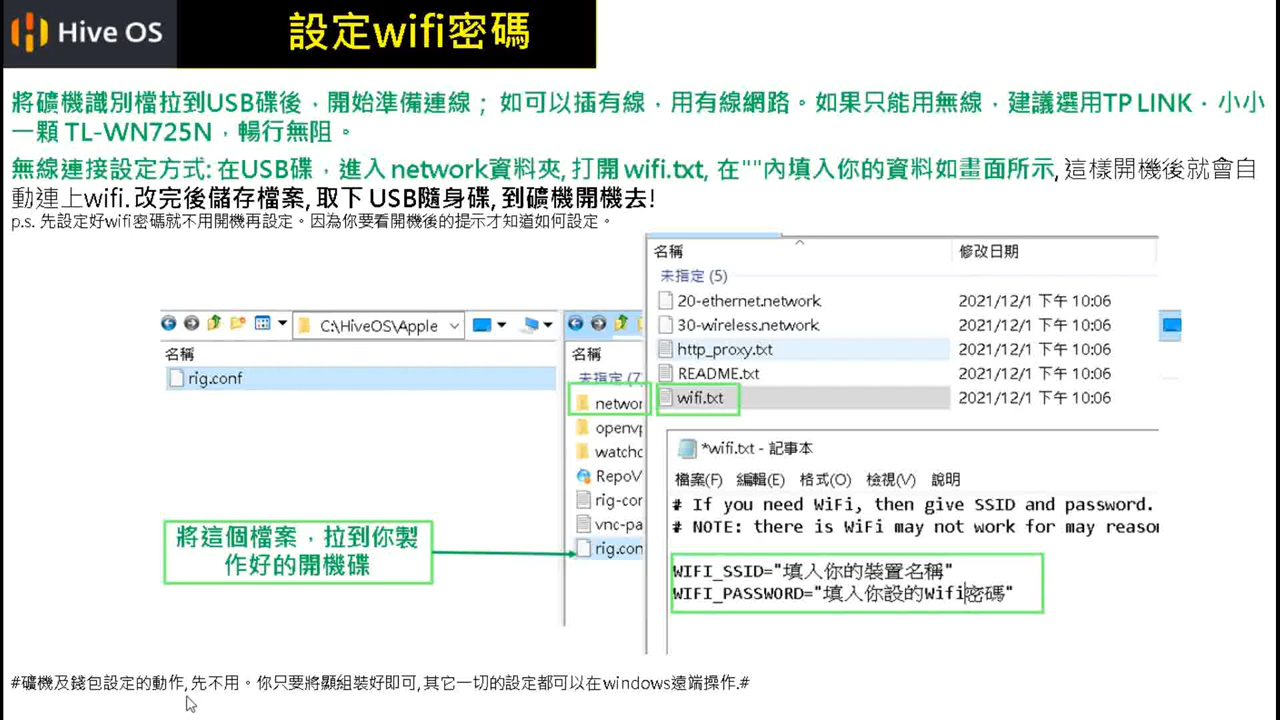 Hive OS
設定wifi密碼
將礦機識別檔拉到USB碟後，開始準備連線； 如可以插有線，用有線網路。如果只能用無線，建議選用TP LINK．小小
一顆 TL-WN725N，暢行無阻。
無線連接設定方式: 在USB碟，進入 network資料夾, 打開 wifi.txt, 在""內填入你的資料如畫面所示, 這樣開機後就會自
動連上wifi. 改完後儲存檔案, 取下 USB隨身碟, 到礦機開機去!
p.s. 先設定好wifi密碼就不用開機再設定。因為你要看開機後的提示才知道如何設定。
名稱 修改日期
未指定 (5)
20-ethernet.network 2021/12/1 下午 10:06
30-wireless.network 2021/12/1 下午 10:06
http_proxy.txt 2021/12/1 下午 10:06
README.txt 2021/12/1 下午 10:06
wifi.txt 2021/12/1 下午 10:06
C:\HiveOS\Apple
名稱
rig.conf
名稱
未指定 (7)
networ
openvp
watchc
RepoV
rig-cor
vnc-pa
rig.con
*wifi.txt - 記事本
檔案(F) 編輯(E) 格式(O) 檢視(V) 說明
# If you need WiFi, then give SSID and password.
# NOTE: there is WiFi may not work for may reason
WIFI_SSID="填入你的裝置名稱"
WIFI_PASSWORD="填入你設的Wifi密碼"
將這個檔案，拉到你製
作好的開機碟
#礦機及錢包設定的動作, 先不用。你只要將顯組裝好即可, 其它一切的設定都可以在windows遠端操作.#